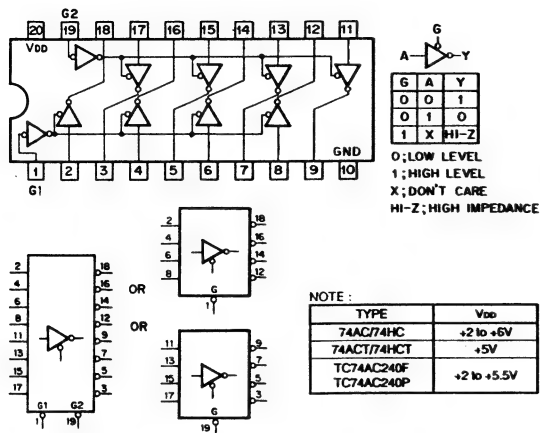 G2
20 19 18 17 16 15 14 13 12 11
VDD
GND
1 2 3 4 5 6 7 8 9 10
G1
G
A Y
G A Y
0 0 1
0 1 0
1 X HI-Z
0;LOW LEVEL
1;HIGH LEVEL
X;DON'T CARE
HI-Z;HIGH IMPEDANCE
2 18
4 16
6 14
8 12
11 9
13 7
15 5
17 3
G1 G2
1 19
OR
OR
2 18
4 16
6 14
8 12
G
1
11 9
13 7
15 5
17 3
G
19
NOTE :
TYPE VDD
74AC/74HC +2 to +6V
74ACT/74HCT +5V
TC74AC240F
TC74AC240P
+2 to +5.5V